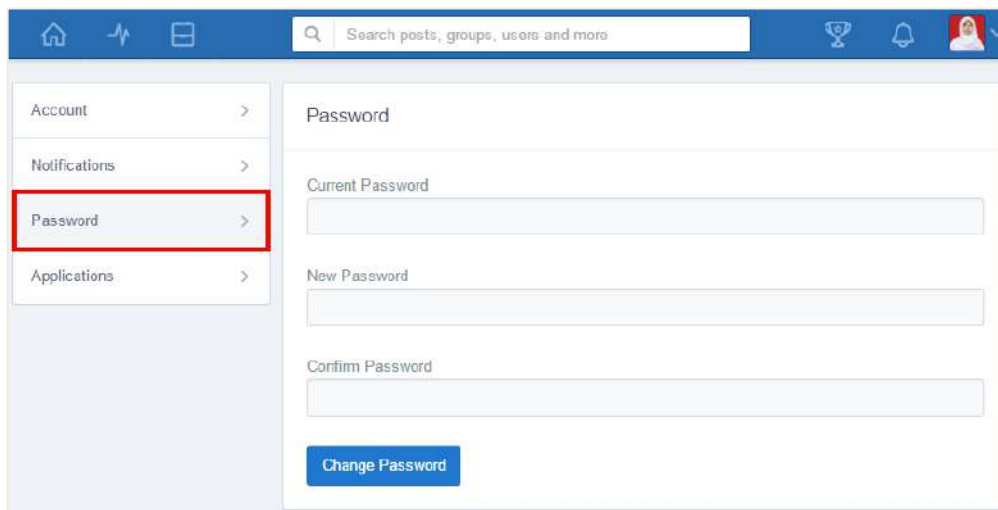 Search posts, groups, users and more
Account
Notifications
Password
Applications
Password
Current Password
New Password
Confirm Password
Change Password